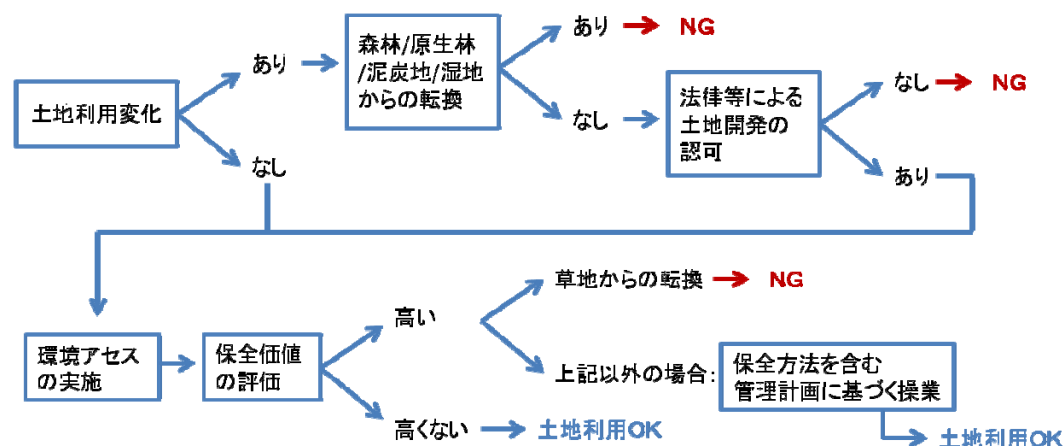 土地利用変化
あり
なし
森林/原生林
/泥炭地/湿地
からの転換
あり
NG
なし
法律等による
土地開発の
認可
なし
NG
あり
環境アセス
の実施
保全価値
の評価
高い
高くない
土地利用OK
草地からの転換
NG
上記以外の場合:
保全方法を含む
管理計画に基づく操業
土地利用OK